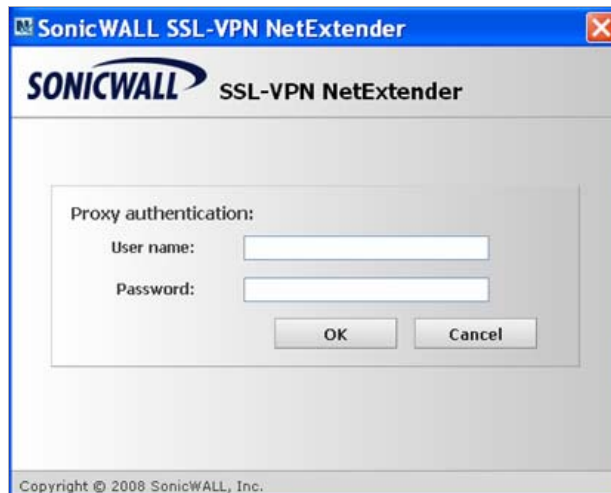 SonicWALL SSL-VPN NetExtender
SONICWALL SSL-VPN NetExtender
Proxy authentication:
User name:
Password:
OK Cancel
Copyright © 2008 SonicWALL, Inc.